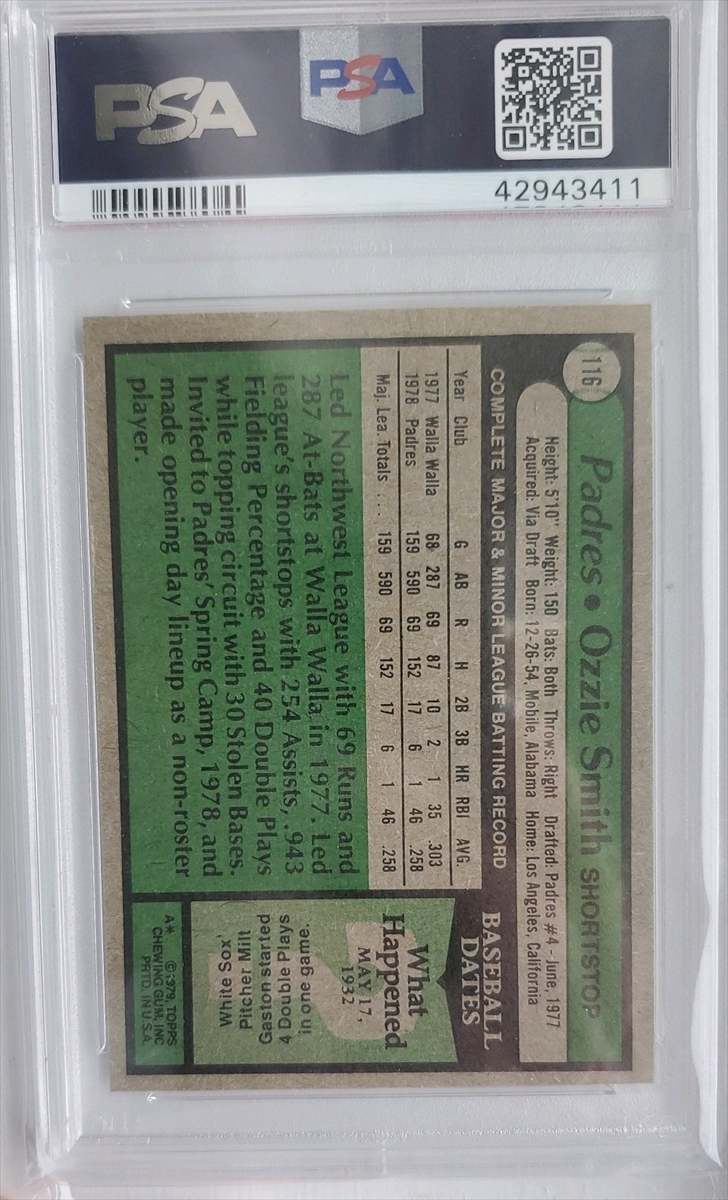 PSA
PSA
42943411
116
Padres • Ozzie Smith SHORTSTOP
Height: 5'10" Weight: 150 Bats: Both Throws: Right Drafted: Padres #4 - June, 1977
Acquired: Via Draft Born: 12-26-54, Mobile, Alabama Home: Los Angeles, California
COMPLETE MAJOR & MINOR LEAGUE BATTING RECORD
Year Club G AB R H 2B 3B HR RBI AVG.
1977 Walla Walla 68 287 69 87 10 2 1 35 .303
1978 Padres 159 590 69 152 17 6 1 46 .258
Maj. Lea. Totals .... 159 590 69 152 17 6 1 46 .258
Led Northwest League with 69 Runs and
287 At-Bats at Walla Walla, in 1977. Led
league's shortstops with 254 Assists, .943
Fielding Percentage and 40 Double Plays
while topping circuit with 30 Stolen Bases.
Invited to Padres' Spring Camp, 1978, and
made opening day lineup as a non-roster
player.
BASEBALL
DATES
What
Happened
MAY 17,
1932
White Sox,
Pitcher Milt
Gaston started
4 Double Plays
in one game.
A* ©1979, TOPPS
CHEWING GUM, INC
PRTD. IN U.S.A.